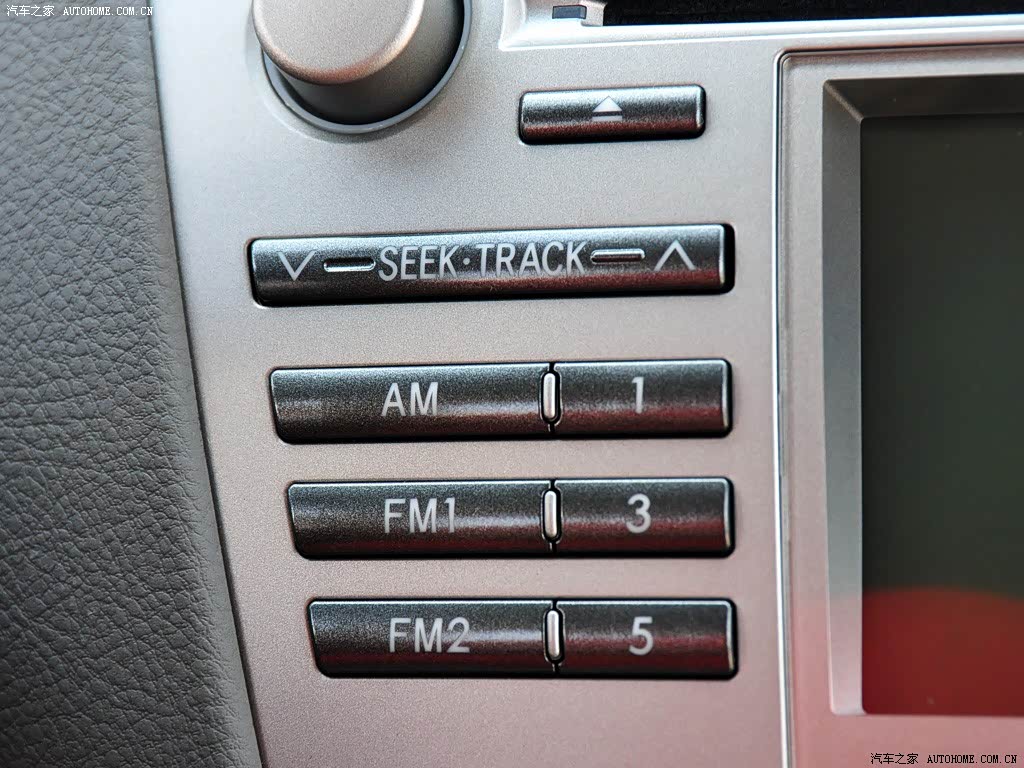 汽车之家 AUTOHOME.COM.CN
SEEK·TRACK
AM 1
FM1 3
FM2 5
汽车之家 AUTOHOME.COM.CN